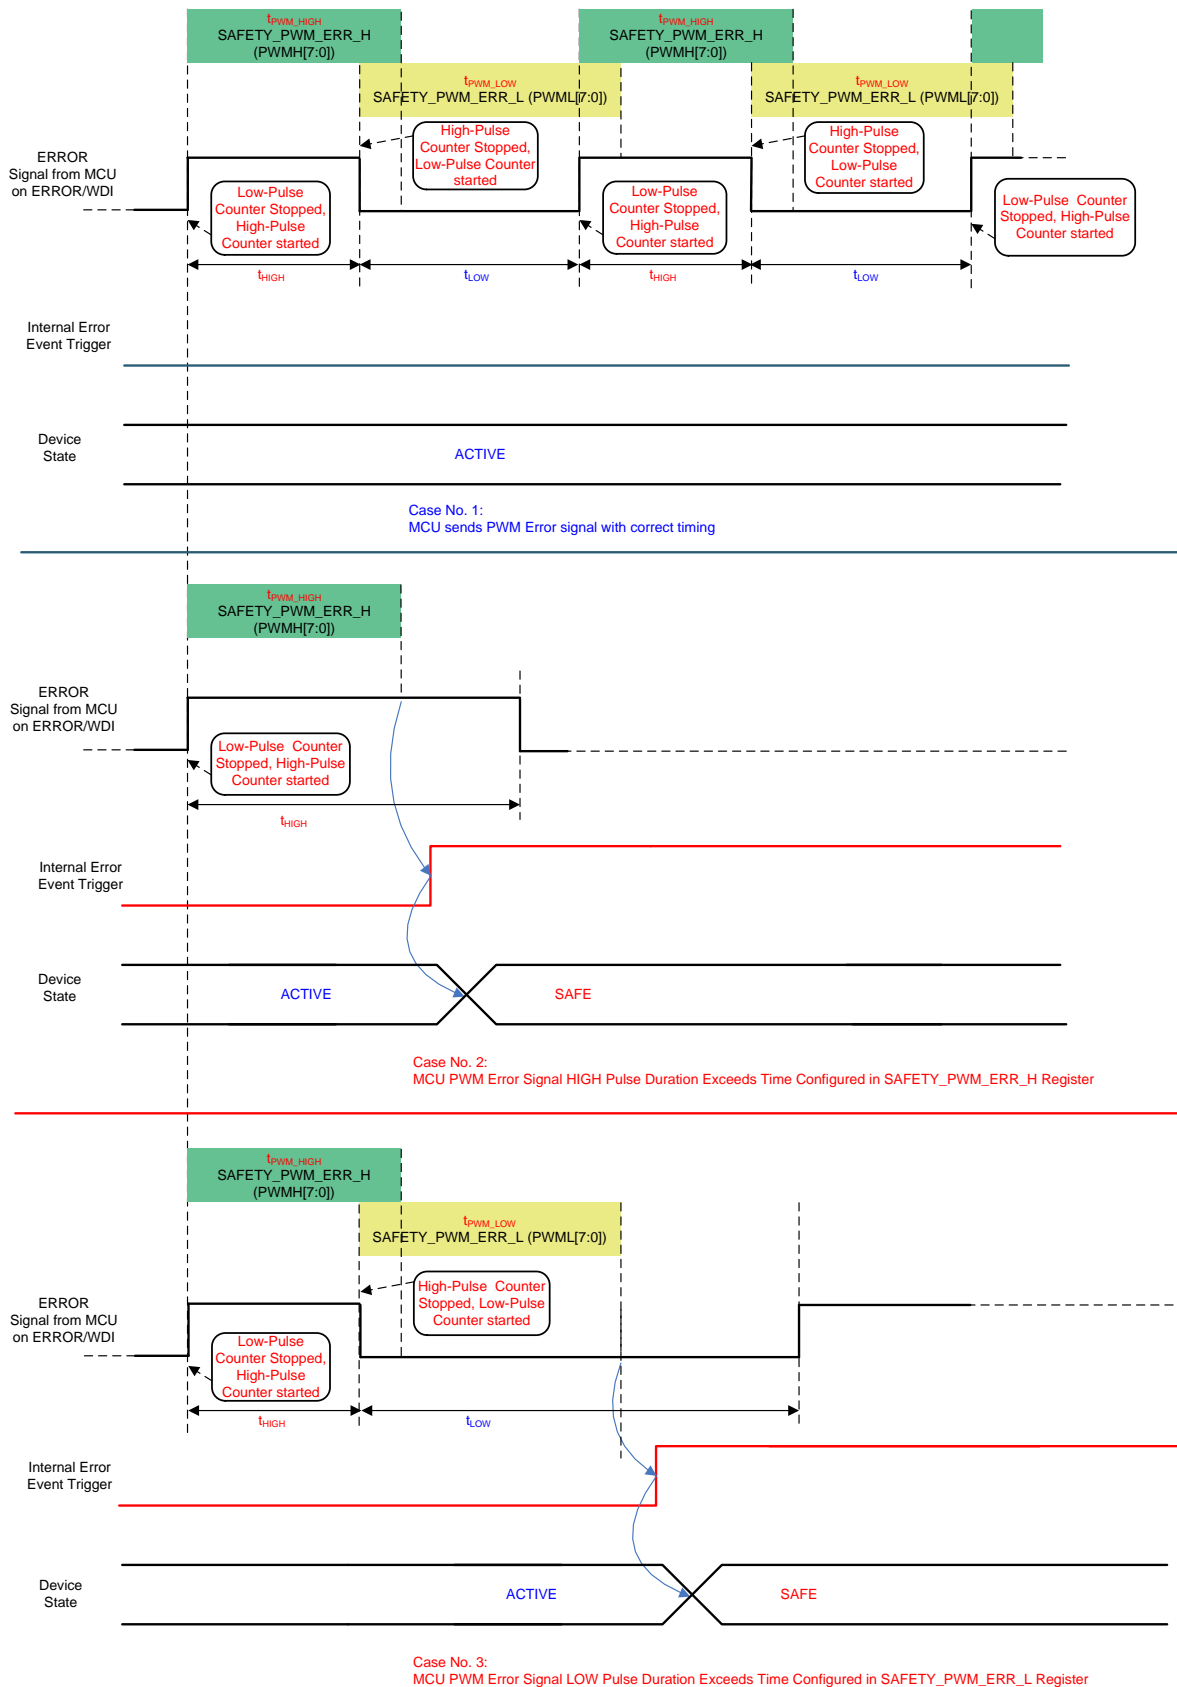 tPWM_HIGH
SAFETY_PWM_ERR_H
(PWMH[7:0])
tPWM_HIGH
SAFETY_PWM_ERR_H
(PWMH[7:0])
tPWM_LOW
SAFETY_PWM_ERR_L (PWML[7:0])
tPWM_LOW
SAFETY_PWM_ERR_L (PWML[7:0])
High-Pulse
Counter Stopped,
Low-Pulse Counter
started
High-Pulse
Counter Stopped,
Low-Pulse
Counter started
ERROR
Signal from MCU
on ERROR/WDI
Low-Pulse
Counter Stopped,
High-Pulse
Counter started
Low-Pulse
Counter Stopped,
High-Pulse
Counter started
Low-Pulse Counter
Stopped, High-Pulse
Counter started
tHIGH
tLOW
tHIGH
tLOW
Internal Error
Event Trigger
Device
State
ACTIVE
Case No. 1:
MCU sends PWM Error signal with correct timing
tPWM_HIGH
SAFETY_PWM_ERR_H
(PWMH[7:0])
ERROR
Signal from MCU
on ERROR/WDI
Low-Pulse Counter
Stopped, High-Pulse
Counter started
tHIGH
Internal Error
Event Trigger
Device
State
ACTIVE
SAFE
Case No. 2:
MCU PWM Error Signal HIGH Pulse Duration Exceeds Time Configured in SAFETY_PWM_ERR_H Register
tPWM_HIGH
SAFETY_PWM_ERR_H
(PWMH[7:0])
tPWM_LOW
SAFETY_PWM_ERR_L (PWML[7:0])
High-Pulse Counter
Stopped, Low-Pulse
Counter started
ERROR
Signal from MCU
on ERROR/WDI
Low-Pulse
Counter Stopped,
High-Pulse
Counter started
tHIGH
tLOW
Internal Error
Event Trigger
Device
State
ACTIVE
SAFE
Case No. 3:
MCU PWM Error Signal LOW Pulse Duration Exceeds Time Configured in SAFETY_PWM_ERR_L Register